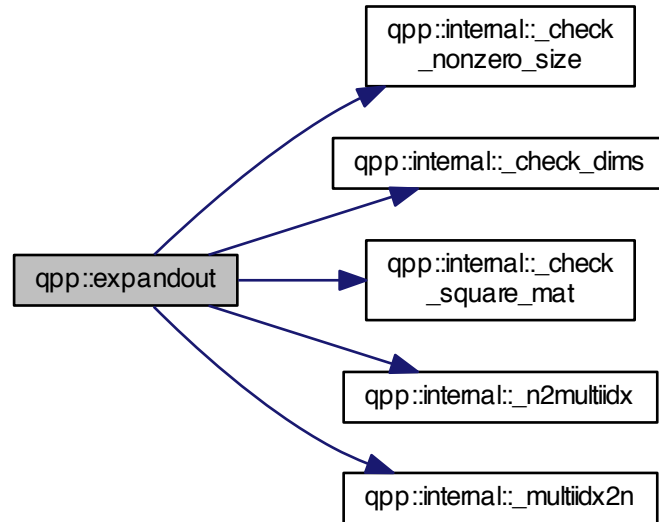 qpp::internal::_check
_nonzero_size
qpp::internal::_check_dims
qpp::expandout
qpp::internal::_check
_square_mat
qpp::internal::_n2multiidx
qpp::internal::_multiidx2n